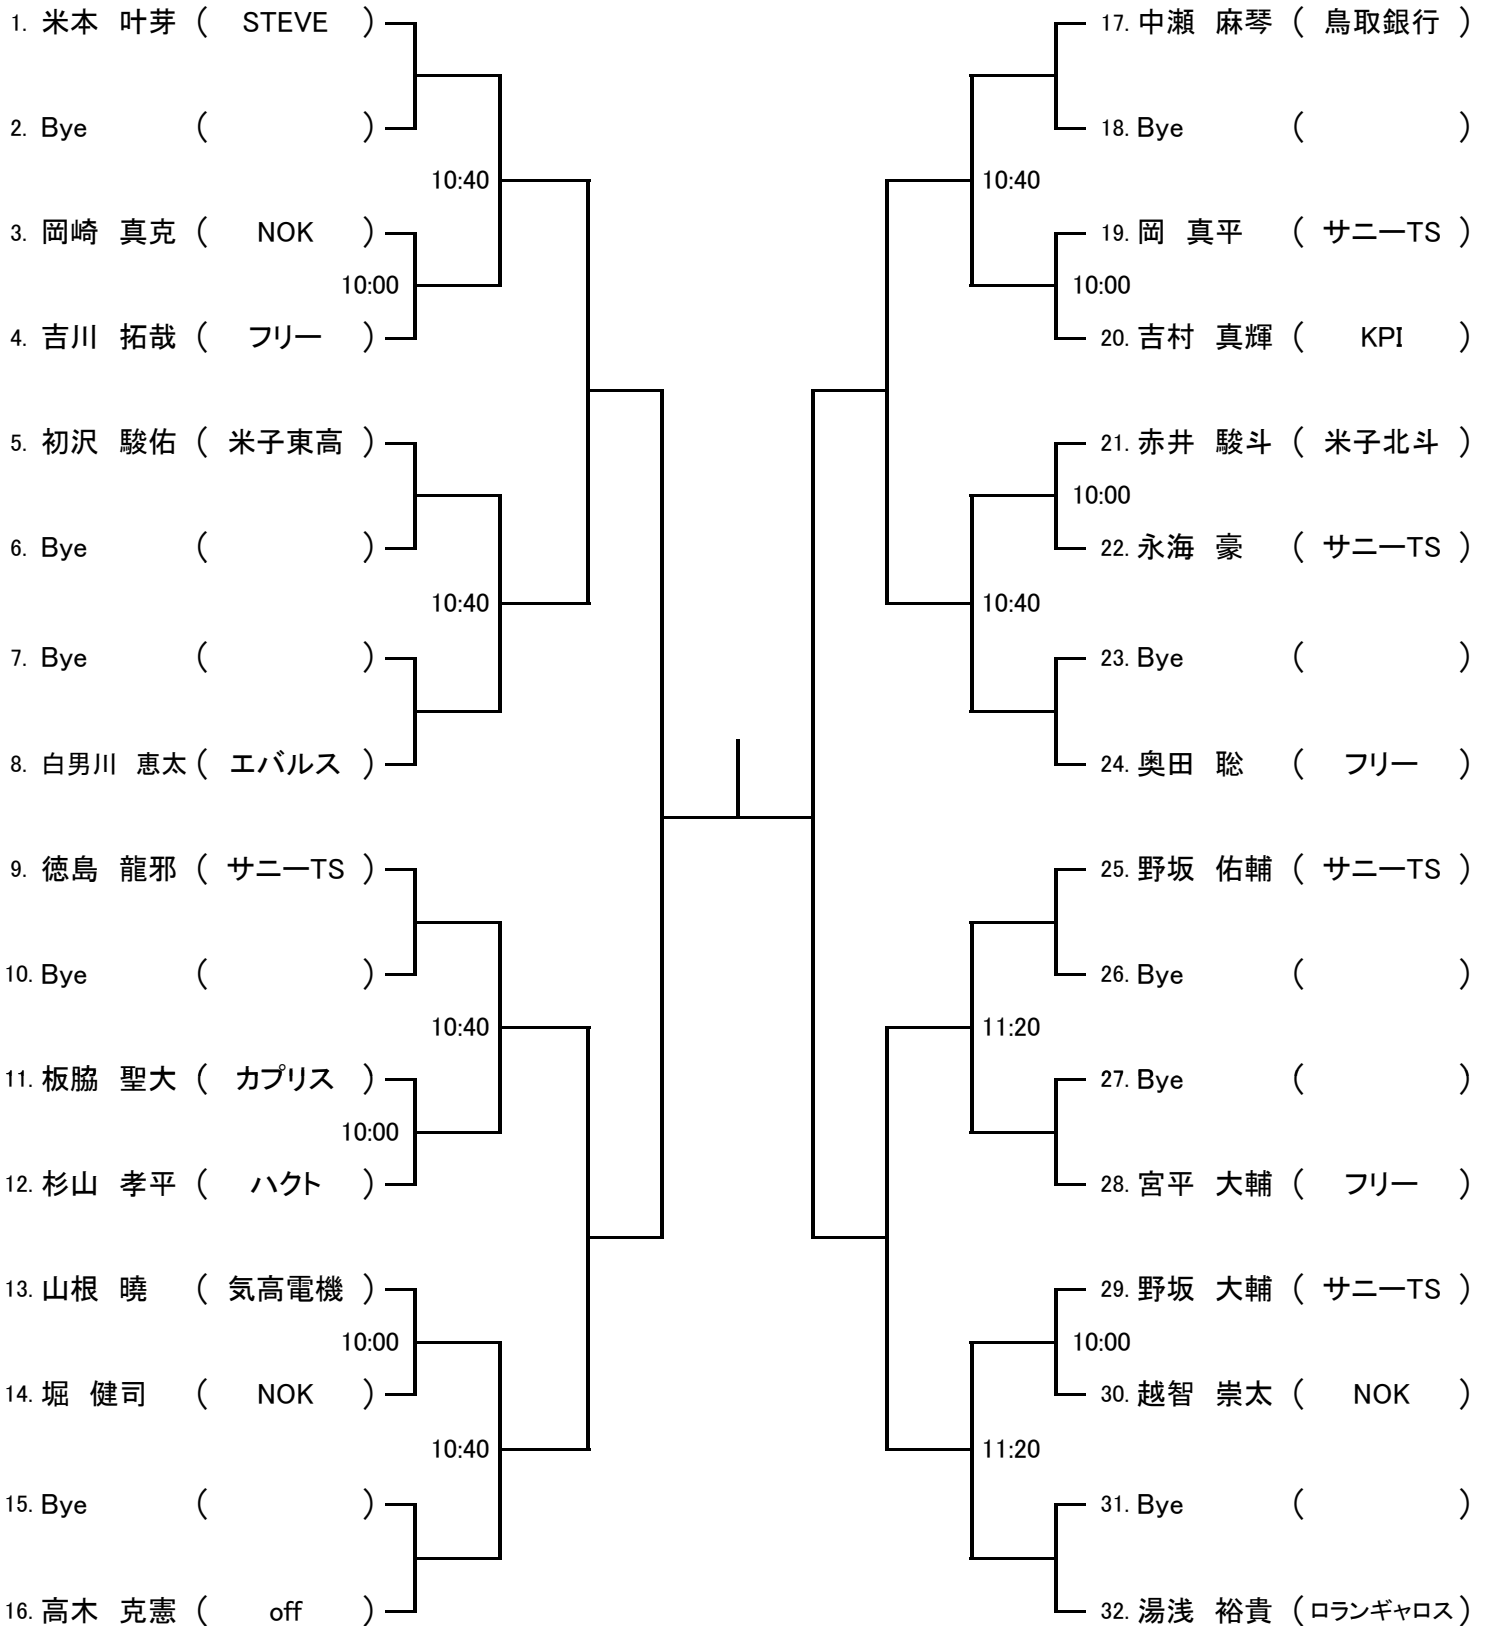 1. 米本 叶芽 ( STEVE )
2. Bye ( )
10:40
3. 岡崎 真克 ( NOK )
10:00
4. 吉川 拓哉 ( フリー )
5. 初沢 駿佑 ( 米子東高 )
6. Bye ( )
10:40
7. Bye ( )
8. 白男川 恵太 ( エバルス )
9. 徳島 龍邪 ( サニーTS )
10. Bye ( )
10:40
11. 板脇 聖大 ( カプリス )
10:00
12. 杉山 孝平 ( ハクト )
13. 山根 曉 ( 気高電機 )
10:00
14. 堀 健司 ( NOK )
10:40
15. Bye ( )
16. 高木 克憲 ( off )
17. 中瀬 麻琴 ( 鳥取銀行 )
18. Bye ( )
10:40
19. 岡 真平 ( サニーTS )
10:00
20. 吉村 真輝 ( KPI )
21. 赤井 駿斗 ( 米子北斗 )
10:00
22. 永海 豪 ( サニーTS )
10:40
23. Bye ( )
24. 奥田 聡 ( フリー )
25. 野坂 佑輔 ( サニーTS )
26. Bye ( )
11:20
27. Bye ( )
28. 宮平 大輔 ( フリー )
29. 野坂 大輔 ( サニーTS )
10:00
30. 越智 崇太 ( NOK )
11:20
31. Bye ( )
32. 湯浅 裕貴 ( ロランギャロス )